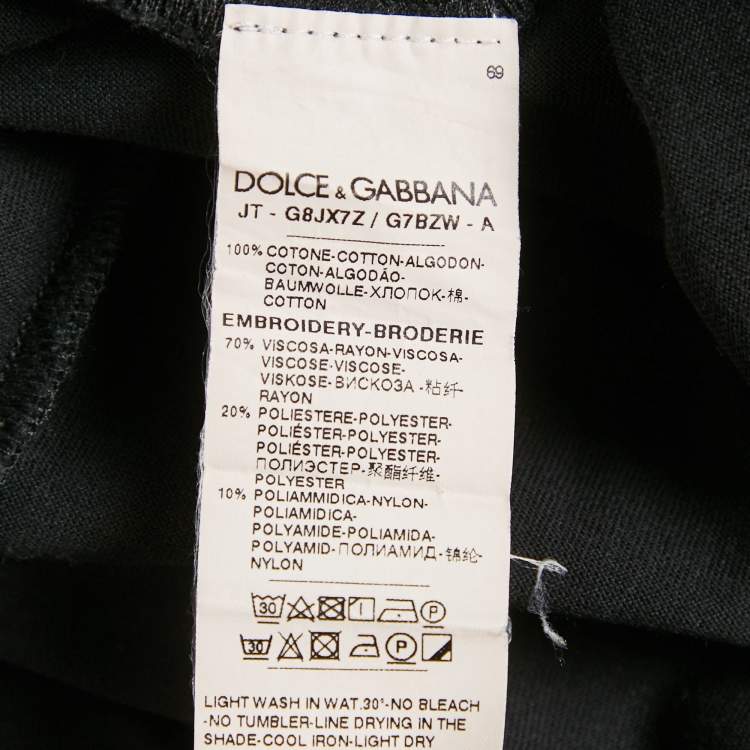 69
DOLCE & GABBANA
JT - G8JX7Z / G7BZW - A
100% COTONE-COTTON-ALGODON-
COTON-ALGODÃO-
BAUMWOLLE-ХЛОПОК-棉-
COTTON
EMBROIDERY-BRODERIE
70% VISCOSA-RAYON-VISCOSA-
VISCOSE-VISCOSE-
VISKOSE-ВИСКОЗА-粘纤-
RAYON
20% POLIESTERE-POLYESTER-
POLIÉSTER-POLYESTER-
POLIÉSTER-POLYESTER-
ПОЛИЭСТЕР-聚酯纤维-
POLYESTER
10% POLIAMMIDICA-NYLON-
POLIAMIDICA-
POLYAMIDE-POLIAMIDA-
POLYAMID-ПОЛИАМИД-锦纶-
NYLON
30 P
30 P
LIGHT WASH IN WAT.30°-NO BLEACH
-NO TUMBLER-LINE DRYING IN THE
SHADE-COOL IRON-LIGHT DRY